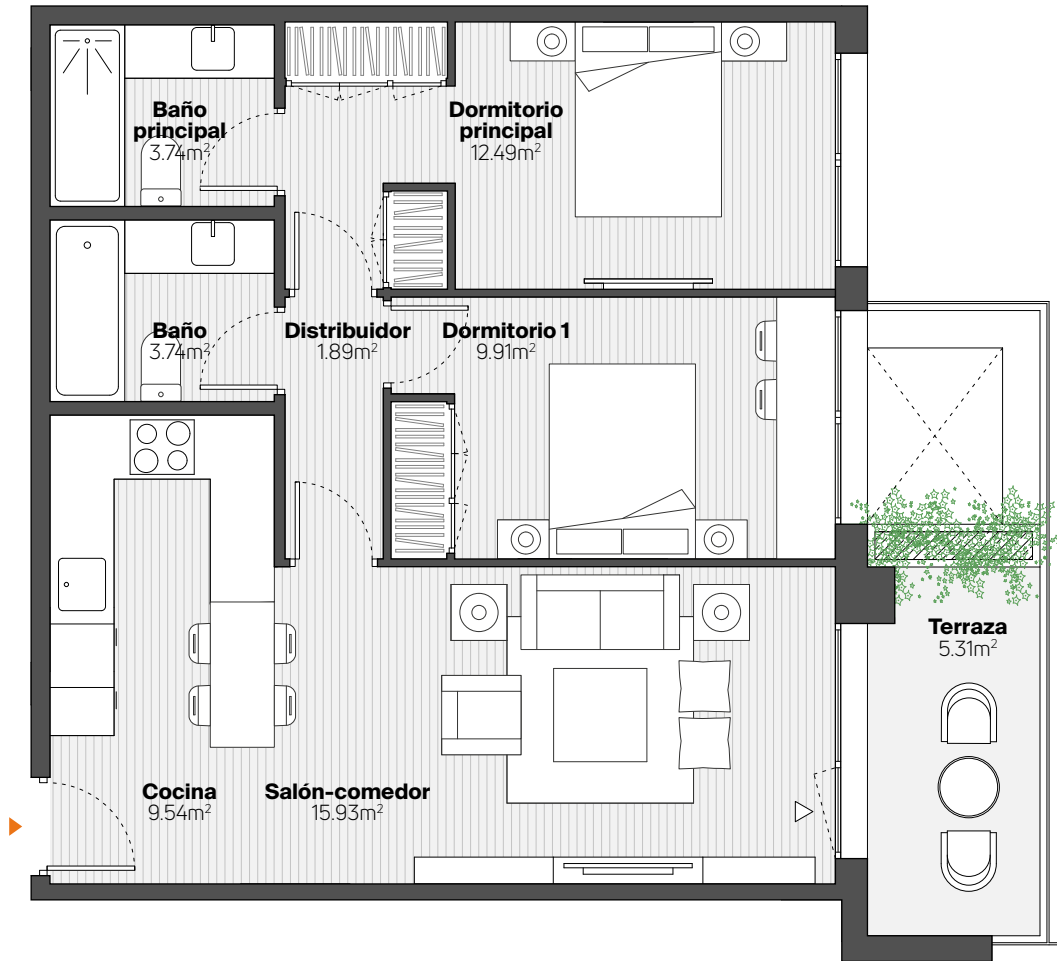 Baño
principal
3.74m²
Dormitorio
principal
12.49m²
Baño
3.74m²
Distribuidor
1.89m²
Dormitorio 1
9.91m²
Terraza
5.31m²
Cocina
9.54m²
Salón-comedor
15.93m²